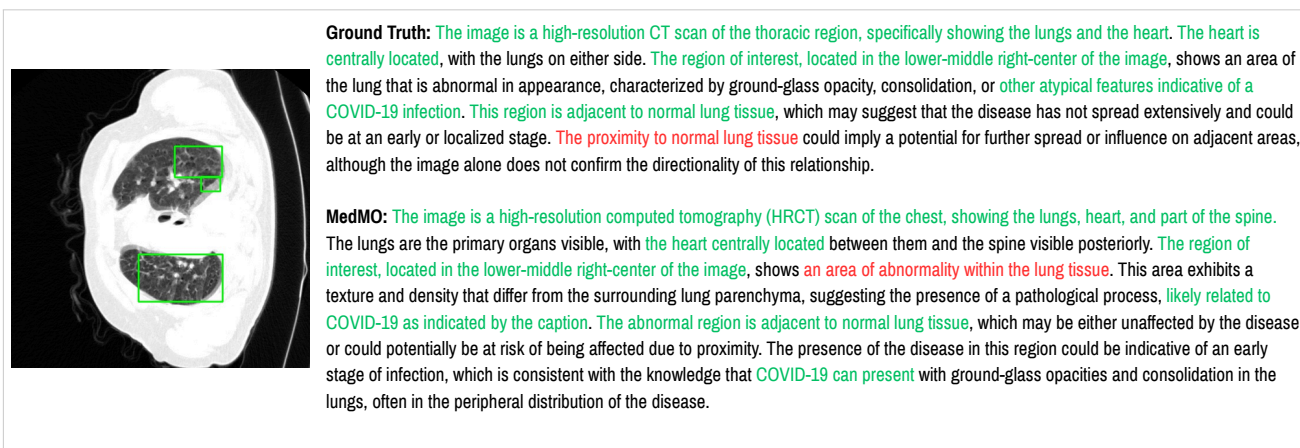 Ground Truth: The image is a high-resolution CT scan of the thoracic region, specifically showing the lungs and the heart. The heart is
centrally located, with the lungs on either side. The region of interest, located in the lower-middle right-center of the image, shows an area of
the lung that is abnormal in appearance, characterized by ground-glass opacity, consolidation, or other atypical features indicative of a
COVID-19 infection. This region is adjacent to normal lung tissue, which may suggest that the disease has not spread extensively and could
be at an early or localized stage. The proximity to normal lung tissue could imply a potential for further spread or influence on adjacent areas,
although the image alone does not confirm the directionality of this relationship.
MedMO: The image is a high-resolution computed tomography (HRCT) scan of the chest, showing the lungs, heart, and part of the spine.
The lungs are the primary organs visible, with the heart centrally located between them and the spine visible posteriorly. The region of
interest, located in the lower-middle right-center of the image, shows an area of abnormality within the lung tissue. This area exhibits a
texture and density that differ from the surrounding lung parenchyma, suggesting the presence of a pathological process, likely related to
COVID-19 as indicated by the caption. The abnormal region is adjacent to normal lung tissue, which may be either unaffected by the disease
or could potentially be at risk of being affected due to proximity. The presence of the disease in this region could be indicative of an early
stage of infection, which is consistent with the knowledge that COVID-19 can present with ground-glass opacities and consolidation in the
lungs, often in the peripheral distribution of the disease.